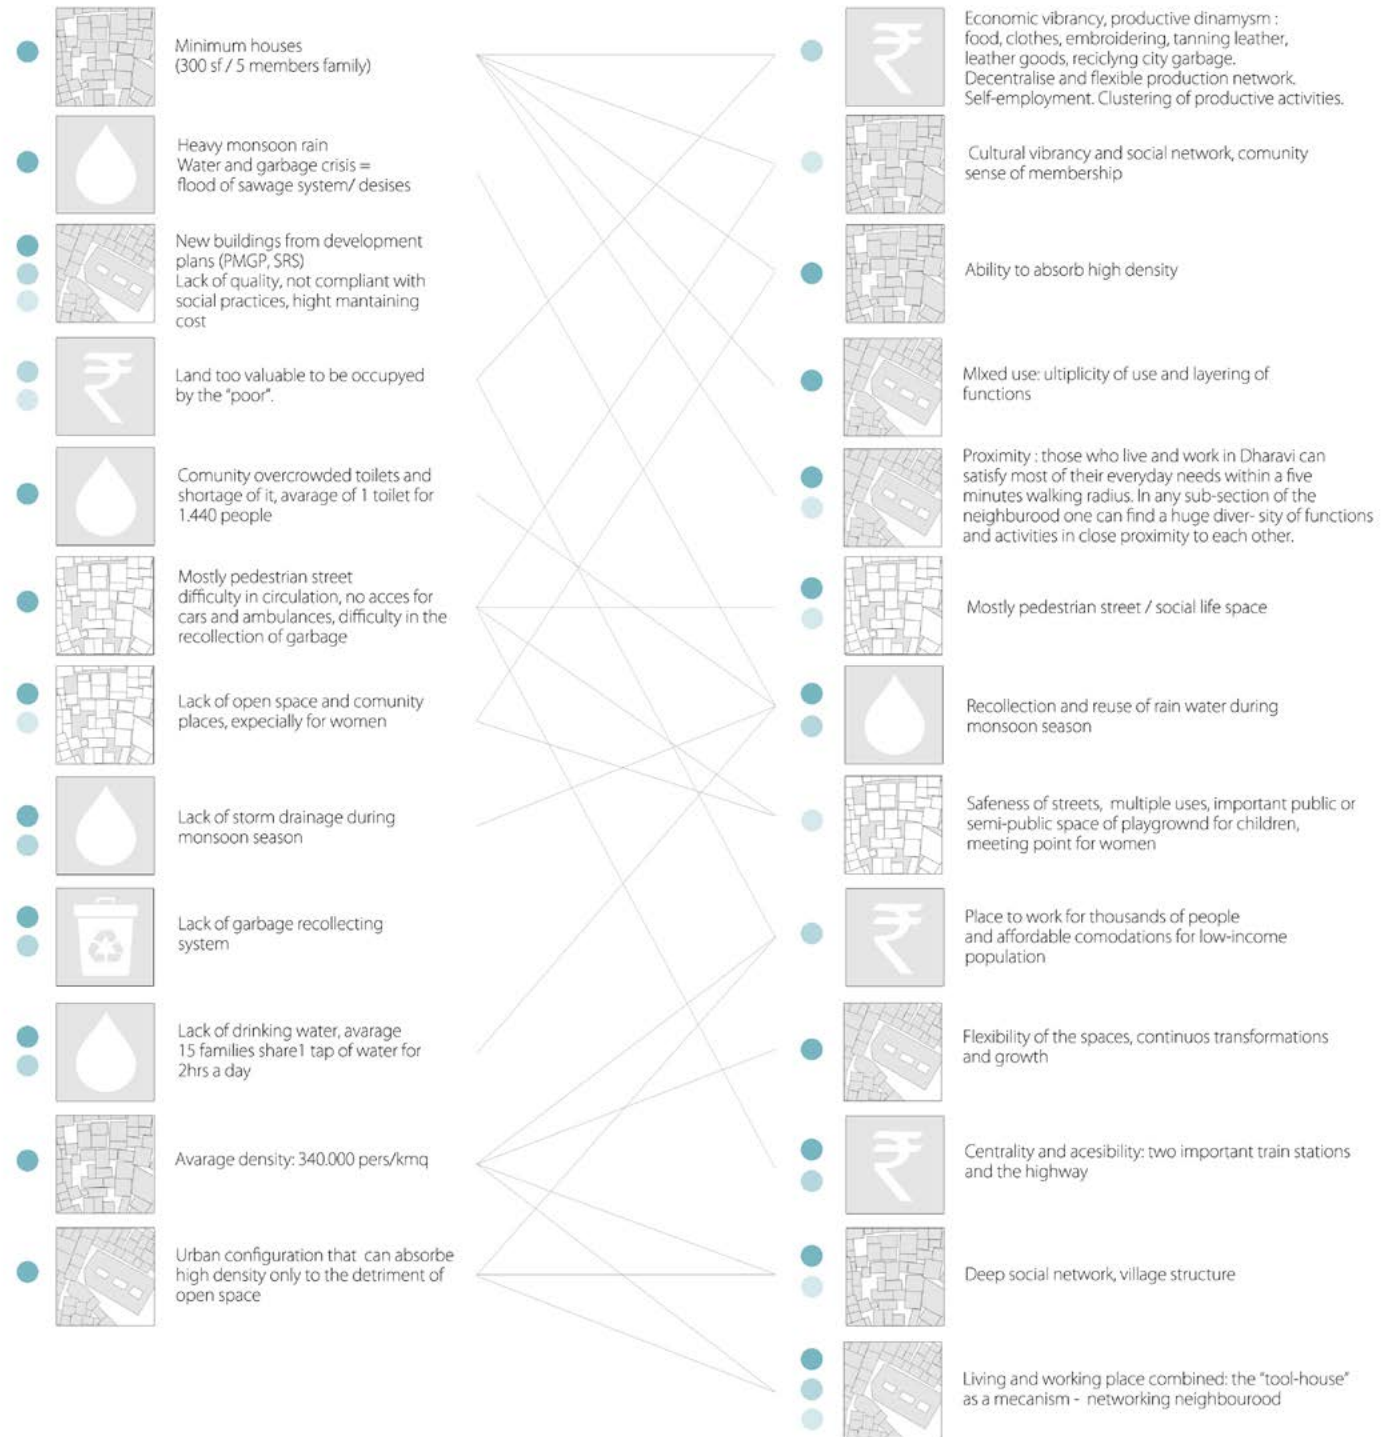 Minimum houses
(300 sf / 5 members family)
Heavy monsoon rain
Water and garbage crisis =
flood of sawage system/ desises
New buildings from development
plans (PMGP, SRS)
Lack of quality, not compliant with
social practices, hight mantaining
cost
Land too valuable to be occupyed
by the "poor".
Comunity overcrowded toilets and
shortage of it, avarage of 1 toilet for
1.440 people
Mostly pedestrian street
difficulty in circulation, no acces for
cars and ambulances, difficulty in the
recollection of garbage
Lack of open space and comunity
places, expecially for women
Lack of storm drainage during
monsoon season
Lack of garbage recollecting
system
Lack of drinking water, avarage
15 families share1 tap of water for
2hrs a day
Avarage density: 340.000 pers/kmq
Urban configuration that can absorbe
high density only to the detriment of
open space
Economic vibrancy, productive dinamysm :
food, clothes, embroidering, tanning leather,
leather goods, reciclyng city garbage.
Decentralise and flexible production network.
Self-employment. Clustering of productive activities.
Cultural vibrancy and social network, comunity
sense of membership
Ability to absorb high density
MIxed use: ultiplicity of use and layering of
functions
Proximity : those who live and work in Dharavi can
satisfy most of their everyday needs within a five
minutes walking radius. In any sub-section of the
neighburood one can find a huge diver- sity of functions
and activities in close proximity to each other.
Mostly pedestrian street / social life space
Recollection and reuse of rain water during
monsoon season
Safeness of streets, multiple uses, important public or
semi-public space of playgrownd for children,
meeting point for women
Place to work for thousands of people
and affordable comodations for low-income
population
Flexibility of the spaces, continuos transformations
and growth
Centrality and acesibility: two important train stations
and the highway
Deep social network, village structure
Living and working place combined: the "tool-house"
as a mecanism - networking neighbourood